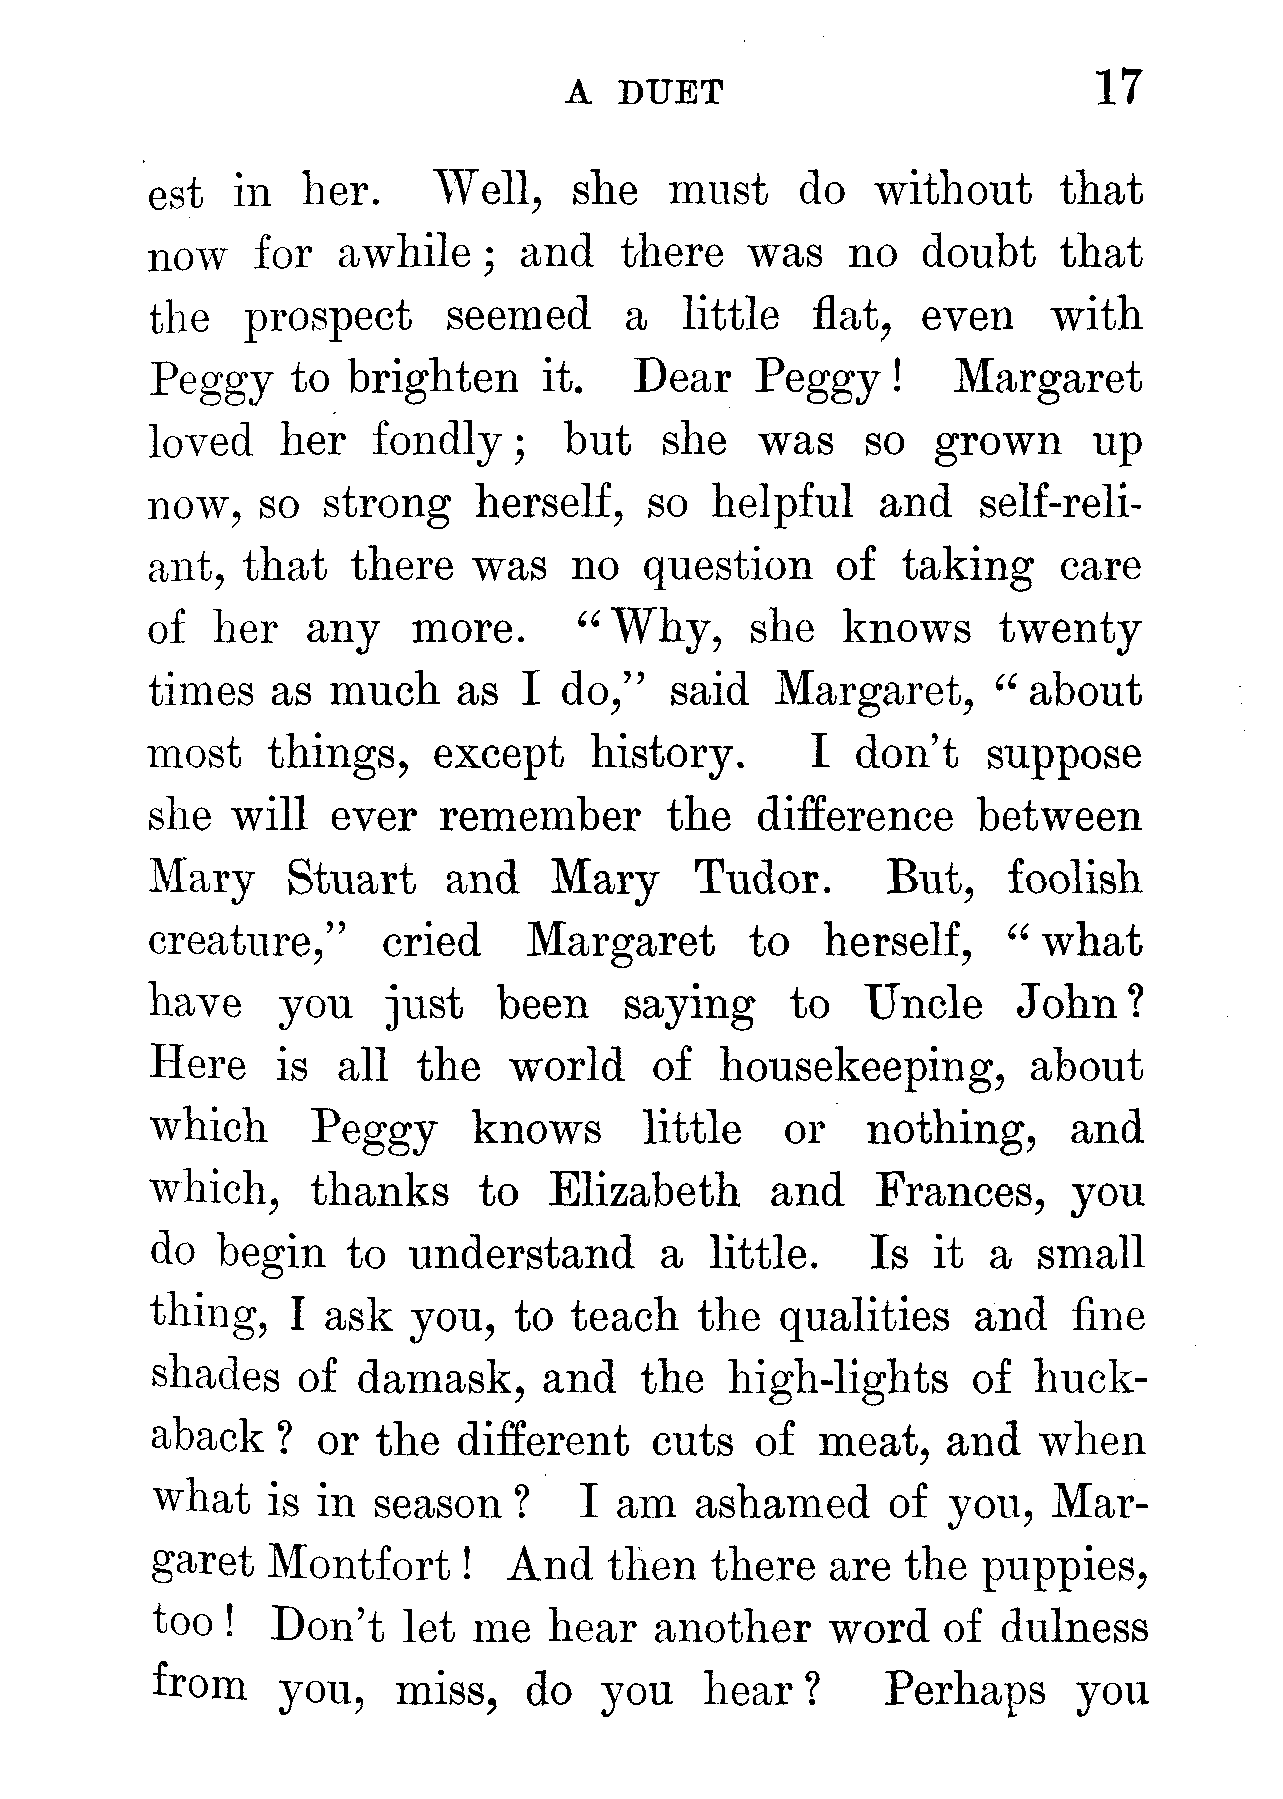 A DUET 17
est in her. Well, she must do without that
now for awhile ; and there was no doubt that
the prospect seemed a little flat, even with
Peggy to brighten it. Dear Peggy ! Margaret
loved her fondly ; but she was so grown up
now, so strong herself, so helpful and self-reli-
ant, that there was no question of taking care
of her any more. “ Why, she knows twenty
times as much as I do,” said Margaret, “ about
most things, except history. I don’t suppose
she will ever remember the difference between
Mary Stuart and Mary Tudor. But, foolish
creature,” cried Margaret to herself, “ what
have you just been saying to Uncle John ?
Here is all the world of housekeeping, about
which Peggy knows little or nothing, and
which, thanks to Elizabeth and Frances, you
do begin to understand a little. Is it a small
thing, I ask you, to teach the qualities and fine
shades of damask, and the high-lights of huck-
aback ? or the different cuts of meat, and when
what is in season ? I am ashamed of you, Mar-
garet Montfort ! And then there are the puppies,
too ! Don’t let me hear another word of dulness
from you, miss, do you hear ? Perhaps you